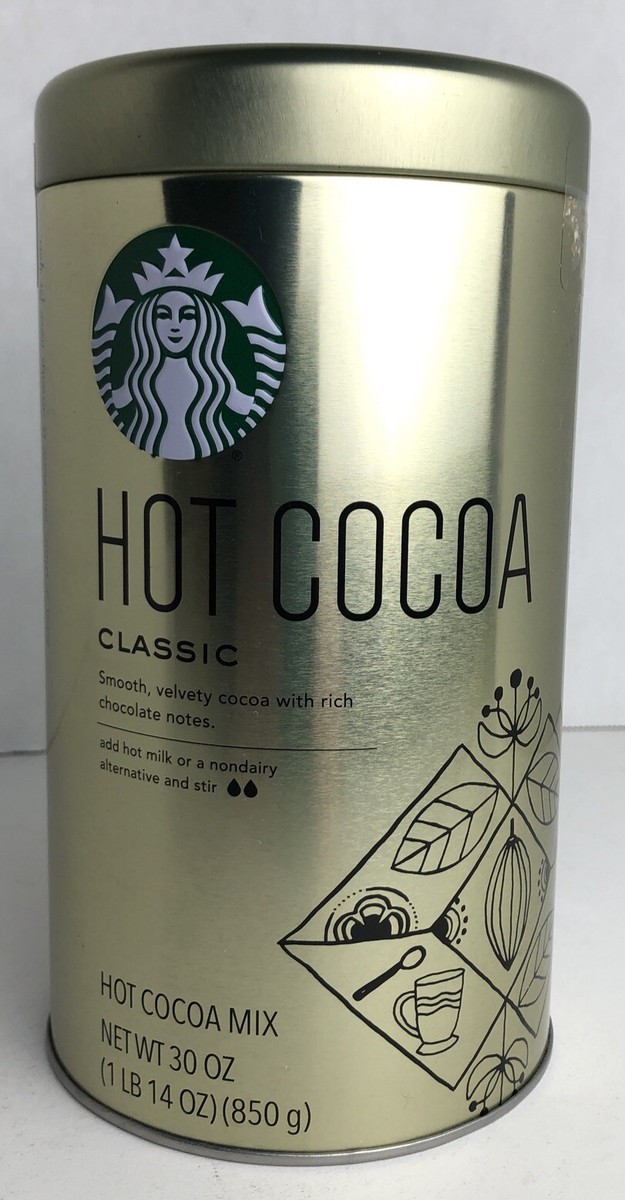 ®
HOT COCOA
CLASSIC
Smooth, velvety cocoa with rich
chocolate notes.
add hot milk or a nondairy
alternative and stir
HOT COCOA MIX
NET WT 30 OZ
(1 LB 14 OZ) (850 g)